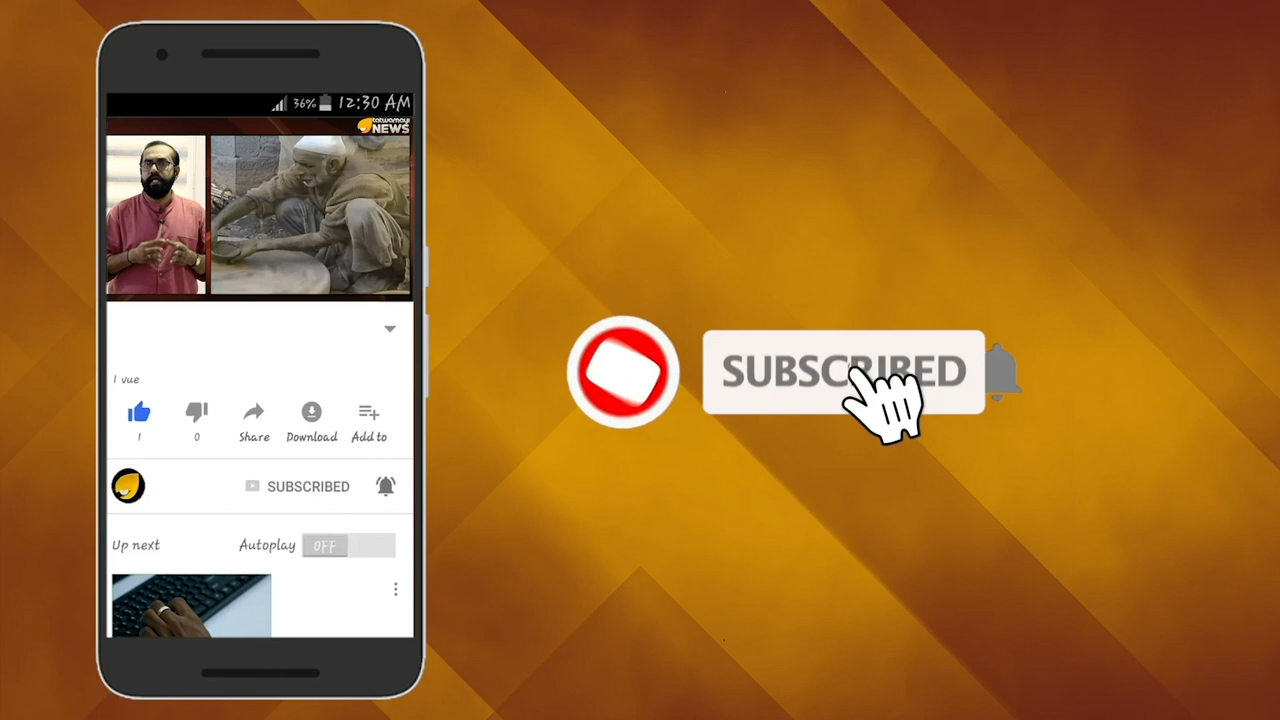 36% 12:30 AM
tatwamayi
NEWS
1 vue
1
0
Share
Download
Add to
SUBSCRIBED
Up next
Autoplay
OFF
SUBSCRIBED